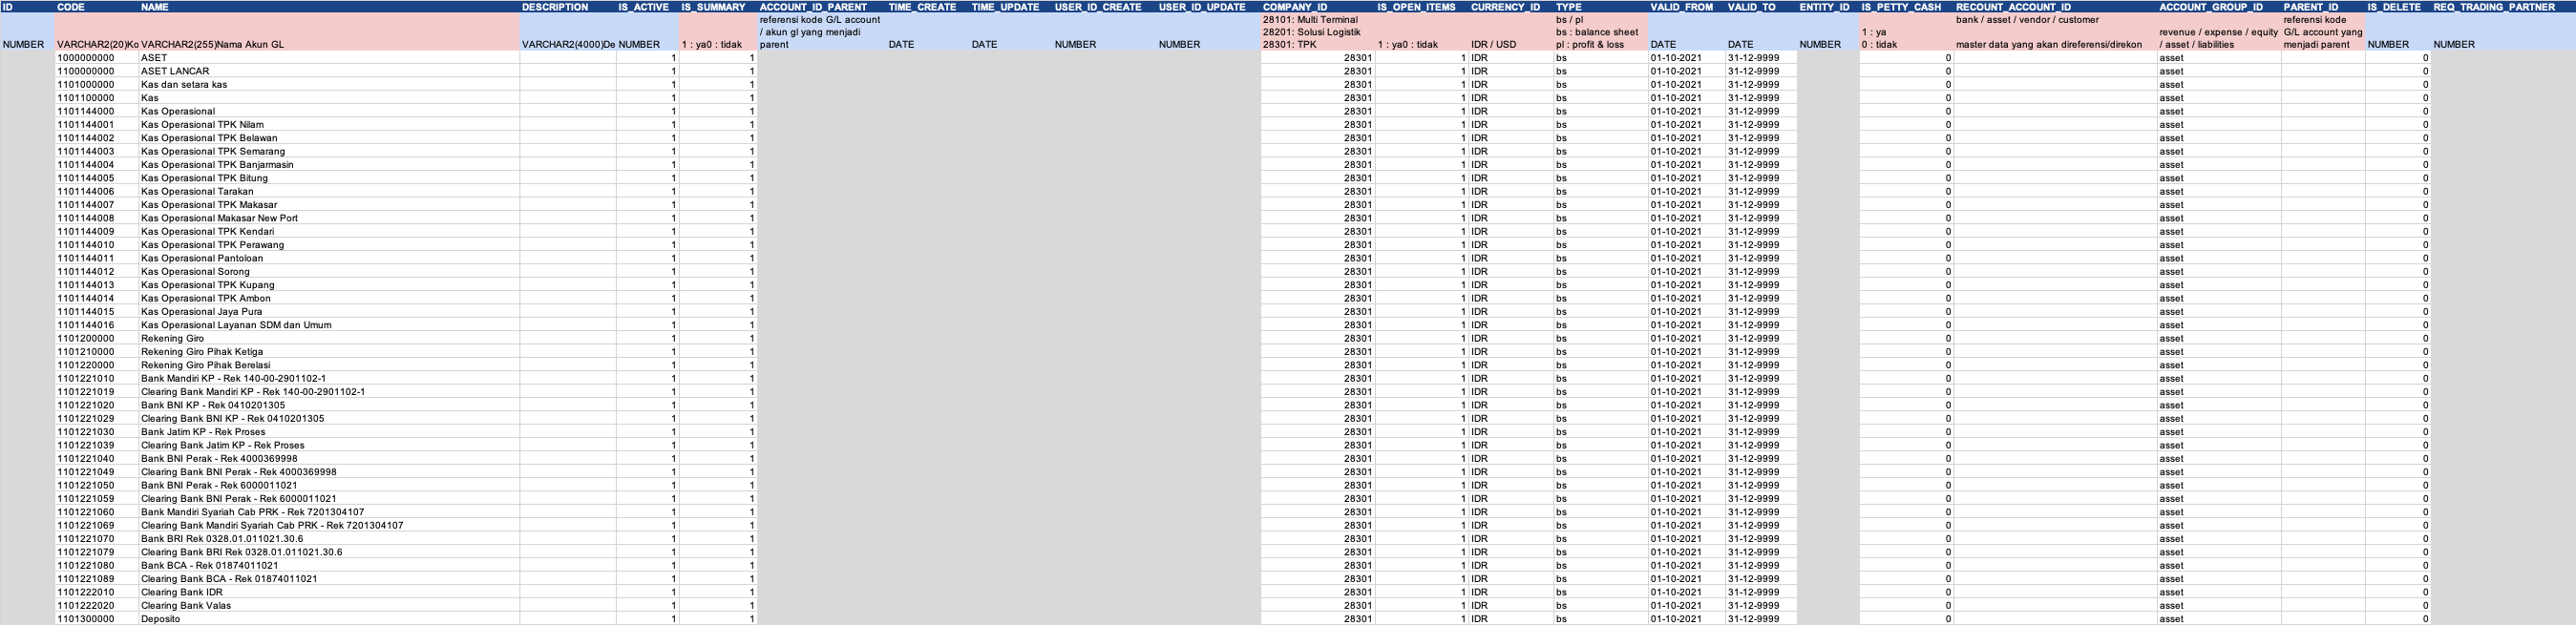 ID CODE NAME DESCRIPTION IS_ACTIVE IS_SUMMARY ACCOUNT_ID_PARENT TIME_CREATE TIME_UPDATE USER_ID_CREATE USER_ID_UPDATE COMPANY_ID IS_OPEN_ITEMS CURRENCY_ID TYPE VALID_FROM VALID_TO ENTITY_ID IS_PETTY_CASH RECOUNT_ACCOUNT_ID ACCOUNT_GROUP_ID PARENT_ID IS_DELETE REQ_TRADING_PARTNER
referensi kode G/L account 28101: Multi Terminal bs / pl bank / asset / vendor / customer referensi kode
/ akun gl yang menjadi 28201: Solusi Logistik bs : balance sheet 1 : ya revenue / expense / equity G/L account yang
NUMBER VARCHAR2(20)Ko VARCHAR2(255)Nama Akun GL VARCHAR2(4000)De NUMBER 1 : ya0 : tidak parent DATE DATE NUMBER NUMBER 28301: TPK 1 : ya0 : tidak IDR / USD pl : profit & loss DATE DATE NUMBER 0 : tidak master data yang akan direferensi/direkon / asset / liabilities menjadi parent NUMBER NUMBER
1000000000 ASET 1 1 28301 1 IDR bs 01-10-2021 31-12-9999 0 asset 0
1100000000 ASET LANCAR 1 1 28301 1 IDR bs 01-10-2021 31-12-9999 0 asset 0
1101000000 Kas dan setara kas 1 1 28301 1 IDR bs 01-10-2021 31-12-9999 0 asset 0
1101100000 Kas 1 1 28301 1 IDR bs 01-10-2021 31-12-9999 0 asset 0
1101144000 Kas Operasional 1 1 28301 1 IDR bs 01-10-2021 31-12-9999 0 asset 0
1101144001 Kas Operasional TPK Nilam 1 1 28301 1 IDR bs 01-10-2021 31-12-9999 0 asset 0
1101144002 Kas Operasional TPK Belawan 1 1 28301 1 IDR bs 01-10-2021 31-12-9999 0 asset 0
1101144003 Kas Operasional TPK Semarang 1 1 28301 1 IDR bs 01-10-2021 31-12-9999 0 asset 0
1101144004 Kas Operasional TPK Banjarmasin 1 1 28301 1 IDR bs 01-10-2021 31-12-9999 0 asset 0
1101144005 Kas Operasional TPK Bitung 1 1 28301 1 IDR bs 01-10-2021 31-12-9999 0 asset 0
1101144006 Kas Operasional Tarakan 1 1 28301 1 IDR bs 01-10-2021 31-12-9999 0 asset 0
1101144007 Kas Operasional TPK Makasar 1 1 28301 1 IDR bs 01-10-2021 31-12-9999 0 asset 0
1101144008 Kas Operasional Makasar New Port 1 1 28301 1 IDR bs 01-10-2021 31-12-9999 0 asset 0
1101144009 Kas Operasional TPK Kendari 1 1 28301 1 IDR bs 01-10-2021 31-12-9999 0 asset 0
1101144010 Kas Operasional TPK Perawang 1 1 28301 1 IDR bs 01-10-2021 31-12-9999 0 asset 0
1101144011 Kas Operasional Pantoloan 1 1 28301 1 IDR bs 01-10-2021 31-12-9999 0 asset 0
1101144012 Kas Operasional Sorong 1 1 28301 1 IDR bs 01-10-2021 31-12-9999 0 asset 0
1101144013 Kas Operasional TPK Kupang 1 1 28301 1 IDR bs 01-10-2021 31-12-9999 0 asset 0
1101144014 Kas Operasional TPK Ambon 1 1 28301 1 IDR bs 01-10-2021 31-12-9999 0 asset 0
1101144015 Kas Operasional Jaya Pura 1 1 28301 1 IDR bs 01-10-2021 31-12-9999 0 asset 0
1101144016 Kas Operasional Layanan SDM dan Umum 1 1 28301 1 IDR bs 01-10-2021 31-12-9999 0 asset 0
1101200000 Rekening Giro 1 1 28301 1 IDR bs 01-10-2021 31-12-9999 0 asset 0
1101210000 Rekening Giro Pihak Ketiga 1 1 28301 1 IDR bs 01-10-2021 31-12-9999 0 asset 0
1101220000 Rekening Giro Pihak Berelasi 1 1 28301 1 IDR bs 01-10-2021 31-12-9999 0 asset 0
1101221010 Bank Mandiri KP - Rek 140-00-2901102-1 1 1 28301 1 IDR bs 01-10-2021 31-12-9999 0 asset 0
1101221019 Clearing Bank Mandiri KP - Rek 140-00-2901102-1 1 1 28301 1 IDR bs 01-10-2021 31-12-9999 0 asset 0
1101221020 Bank BNI KP - Rek 0410201305 1 1 28301 1 IDR bs 01-10-2021 31-12-9999 0 asset 0
1101221029 Clearing Bank BNI KP - Rek 0410201305 1 1 28301 1 IDR bs 01-10-2021 31-12-9999 0 asset 0
1101221030 Bank Jatim KP - Rek Proses 1 1 28301 1 IDR bs 01-10-2021 31-12-9999 0 asset 0
1101221039 Clearing Bank Jatim KP - Rek Proses 1 1 28301 1 IDR bs 01-10-2021 31-12-9999 0 asset 0
1101221040 Bank BNI Perak - Rek 4000369998 1 1 28301 1 IDR bs 01-10-2021 31-12-9999 0 asset 0
1101221049 Clearing Bank BNI Perak - Rek 4000369998 1 1 28301 1 IDR bs 01-10-2021 31-12-9999 0 asset 0
1101221050 Bank BNI Perak - Rek 6000011021 1 1 28301 1 IDR bs 01-10-2021 31-12-9999 0 asset 0
1101221059 Clearing Bank BNI Perak - Rek 6000011021 1 1 28301 1 IDR bs 01-10-2021 31-12-9999 0 asset 0
1101221060 Bank Mandiri Syariah Cab PRK - Rek 7201304107 1 1 28301 1 IDR bs 01-10-2021 31-12-9999 0 asset 0
1101221069 Clearing Bank Mandiri Syariah Cab PRK - Rek 7201304107 1 1 28301 1 IDR bs 01-10-2021 31-12-9999 0 asset 0
1101221070 Bank BRI Rek 0328.01.011021.30.6 1 1 28301 1 IDR bs 01-10-2021 31-12-9999 0 asset 0
1101221079 Clearing Bank BRI Rek 0328.01.011021.30.6 1 1 28301 1 IDR bs 01-10-2021 31-12-9999 0 asset 0
1101221080 Bank BCA - Rek 01874011021 1 1 28301 1 IDR bs 01-10-2021 31-12-9999 0 asset 0
1101221089 Clearing Bank BCA - Rek 01874011021 1 1 28301 1 IDR bs 01-10-2021 31-12-9999 0 asset 0
1101222010 Clearing Bank IDR 1 1 28301 1 IDR bs 01-10-2021 31-12-9999 0 asset 0
1101222020 Clearing Bank Valas 1 1 28301 1 IDR bs 01-10-2021 31-12-9999 0 asset 0
1101300000 Deposito 1 1 28301 1 IDR bs 01-10-2021 31-12-9999 0 asset 0